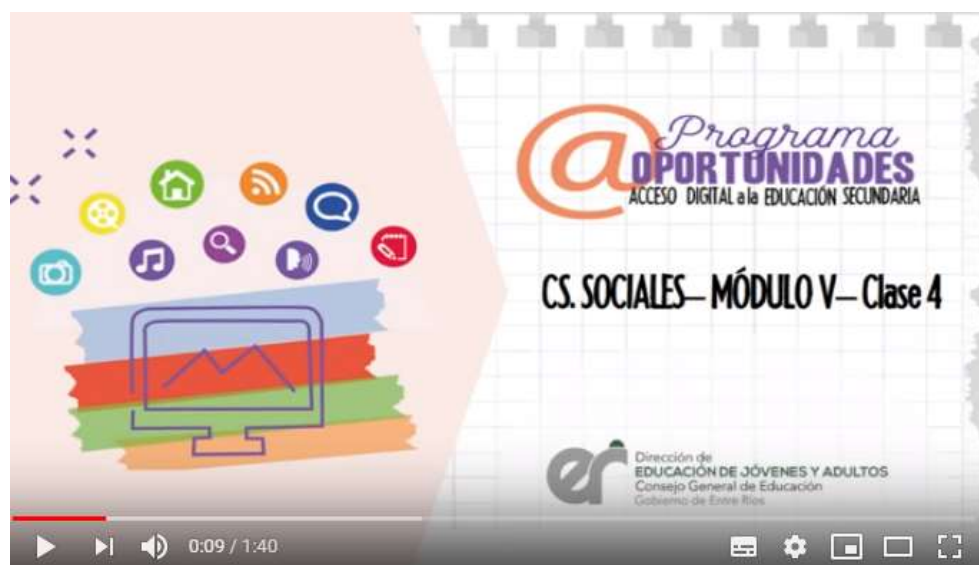 @ Programa
OPORTUNIDADES
ACCESO DIGITAL a la EDUCACIÓN SECUNDARIA
CS. SOCIALES– MÓDULO V– Clase 4
er
Dirección de
EDUCACIÓN DE JÓVENES Y ADULTOS
Consejo General de Educación
Gobierno de Entre Ríos
0:09 / 1:40